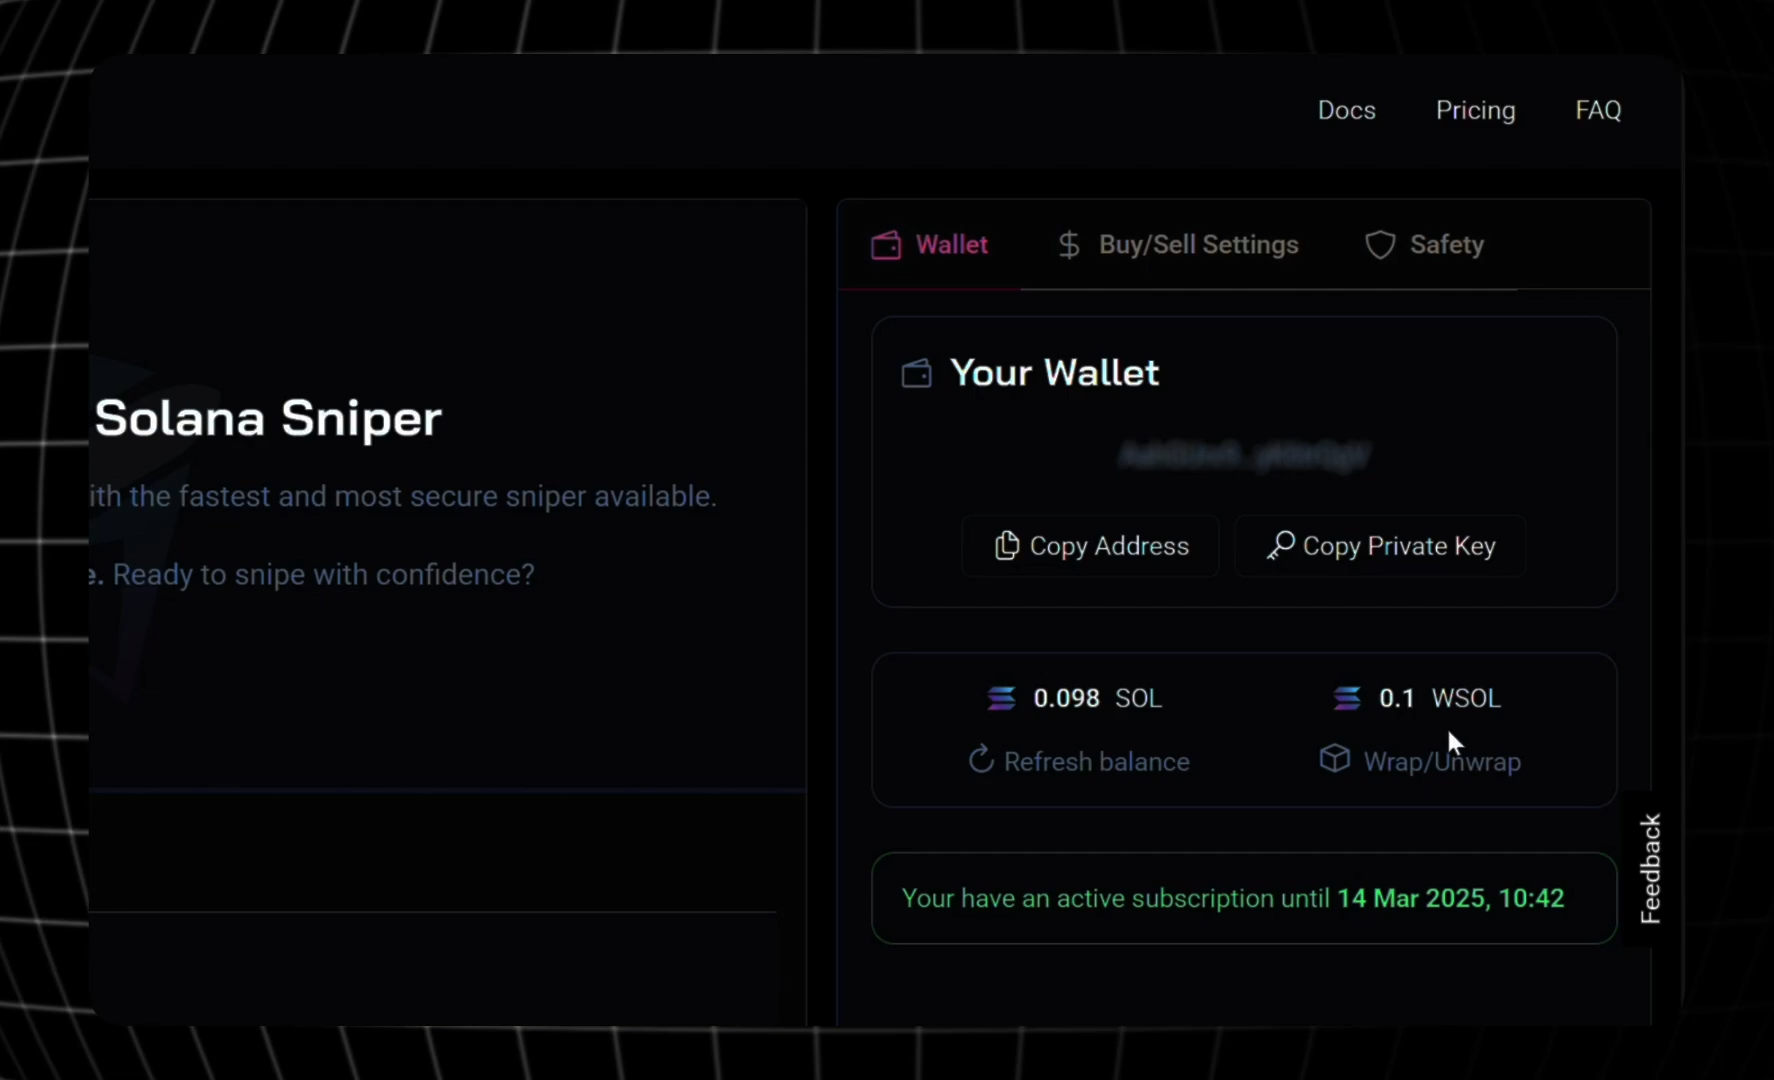 Docs Pricing FAQ
Wallet Buy/Sell Settings Safety
Your Wallet
Solana Sniper
with the fastest and most secure sniper available.
Ready to snipe with confidence?
Copy Address Copy Private Key
0.098 SOL 0.1 WSOL
Refresh balance Wrap/Unwrap
Your have an active subscription until 14 Mar 2025, 10:42
Feedback